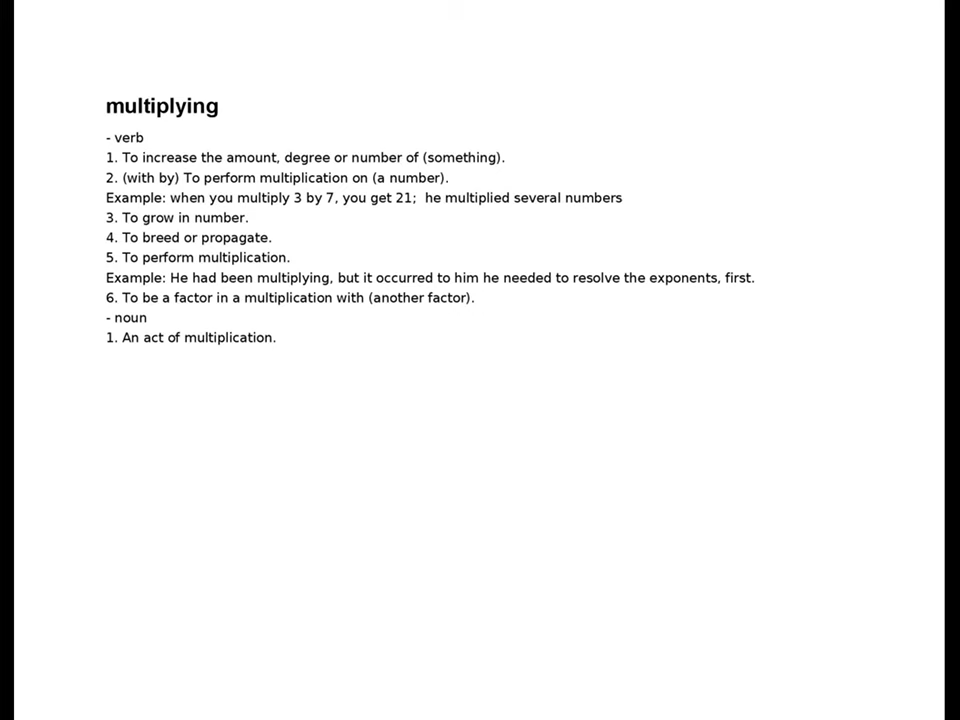 multiplying
- verb
1. To increase the amount, degree or number of (something).
2. (with by) To perform multiplication on (a number).
Example: when you multiply 3 by 7, you get 21;  he multiplied several numbers
3. To grow in number.
4. To breed or propagate.
5. To perform multiplication.
Example: He had been multiplying, but it occurred to him he needed to resolve the exponents, first.
6. To be a factor in a multiplication with (another factor).
- noun
1. An act of multiplication.